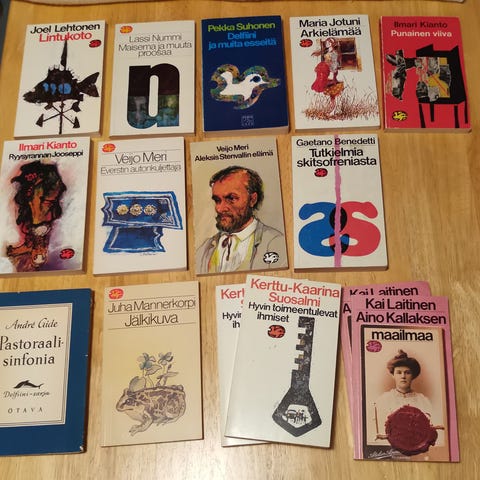 Joel Lehtonen
Lintukoto
Lassi Nummi
Maisema ja muuta
proosaa
n
Pekka Suhonen
Delfiini
ja muita esseitä
Maria Jotuni
Arkielämää
Ilmari Kianto
Punainen viiva
Ilmari Kianto
Ryysyrannan Jooseppi
Veijo Meri
Everstin autonkuljettaja
Veijo Meri
Aleksis Stenvallin elämä
Gaetano Benedetti
Tutkielmia
skitsofreniasta
André Gide
Pastoraali-
sinfonia
Delfiini-sarja
OTAVA
Juha Mannerkorpi
Jälkikuva
Kerttu-Kaarina
Suosalmi
Hyvin toimeentulevat
ihmiset
Kai Laitinen
Kai Laitinen
Aino Kallaksen
maailmaa